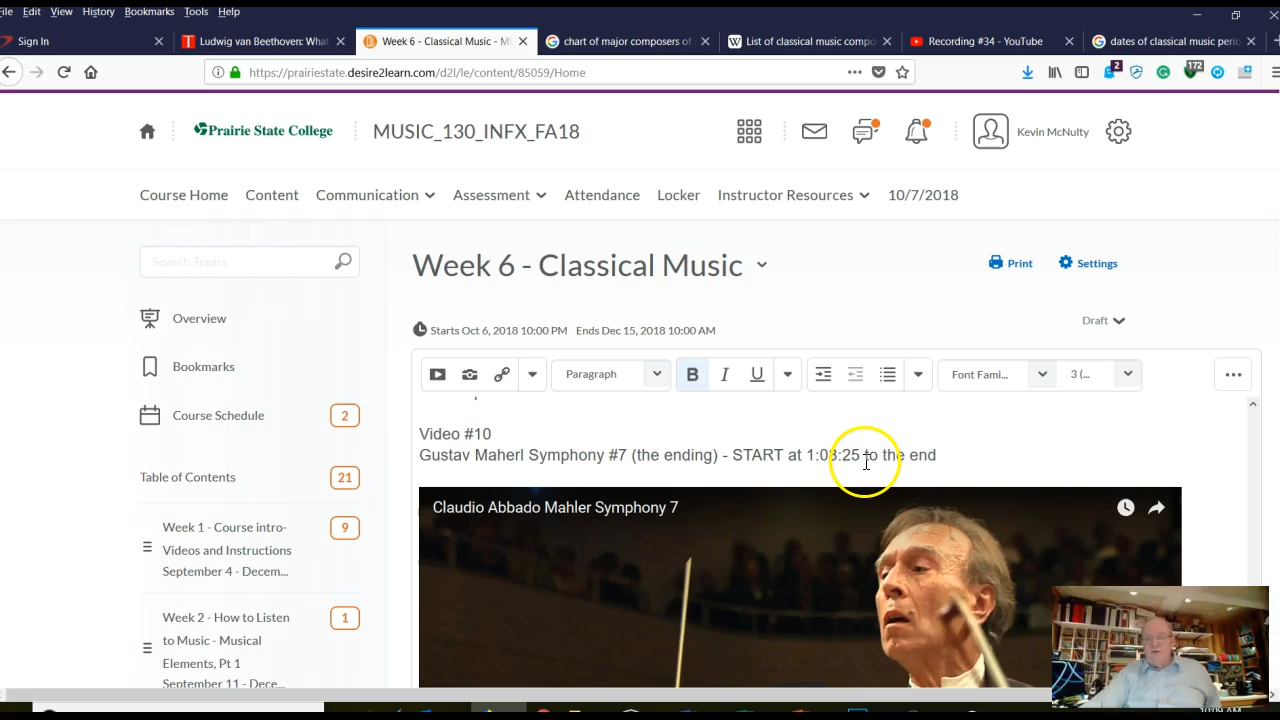 File Edit View History Bookmarks Tools Help
Sign In
Ludwig van Beethoven: What
Week 6 - Classical Music - MU
chart of major composers of
List of classical music compo
Recording #34 - YouTube
dates of classical music perio
https://prairiestate.desire2learn.com/d2l/le/content/85059/Home
2
172
Prairie State College
MUSIC_130_INFX_FA18
Kevin McNulty
Course Home Content Communication Assessment Attendance Locker Instructor Resources 10/7/2018
Search Topics
Overview
Bookmarks
Course Schedule 2
Table of Contents 21
Week 1 - Course intro-
Videos and Instructions
September 4 - Decem...
9
Week 2 - How to Listen
to Music - Musical
Elements, Pt 1
September 11 - Dece...
1
Week 6 - Classical Music
Print Settings
Starts Oct 6, 2018 10:00 PM Ends Dec 15, 2018 10:00 AM
Draft
Paragraph B I U Font Fami... 3 (...
Video #10
Gustav Maherl Symphony #7 (the ending) - START at 1:03:25 to the end
Claudio Abbado Mahler Symphony 7